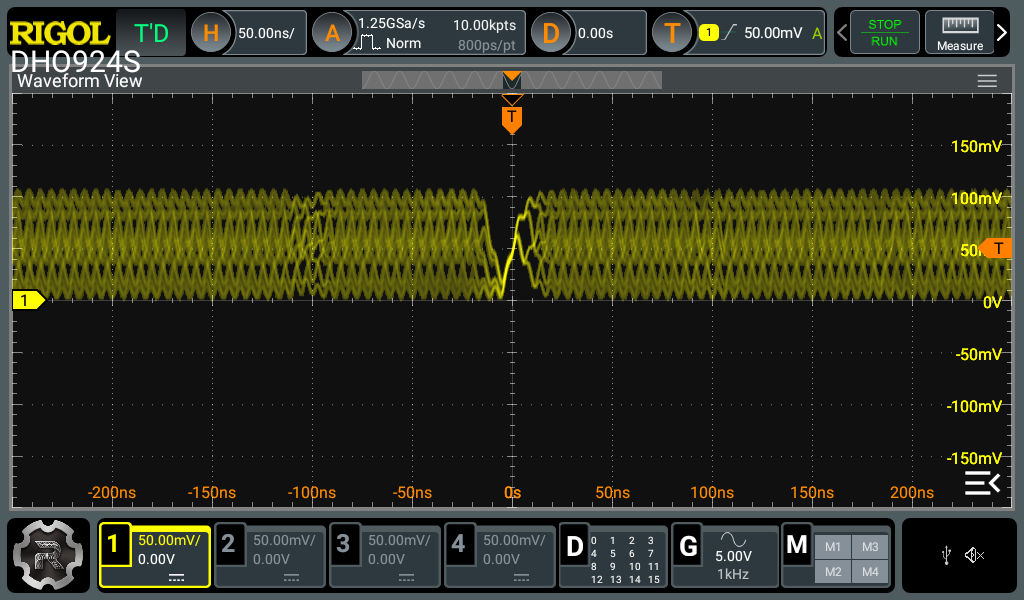 RIGOL T'D H 50.00ns/ A 1.25GSa/s 10.00kpts D 0.00s T 1 50.00mV A STOP
Norm 800ps/pt RUN Measure
DHO924S
Waveform View
T
150mV
100mV
50m T
1 0V
-50mV
-100mV
-150mV
-200ns -150ns -100ns -50ns 0s 50ns 100ns 150ns 200ns
1 50.00mV/ 2 50.00mV/ 3 50.00mV/ 4 50.00mV/ D 0 1 2 3 G 5.00V M M1 M3
0.00V 0.00V 0.00V 0.00V 4 5 6 7 1kHz M2 M4
8 9 10 11
12 13 14 15